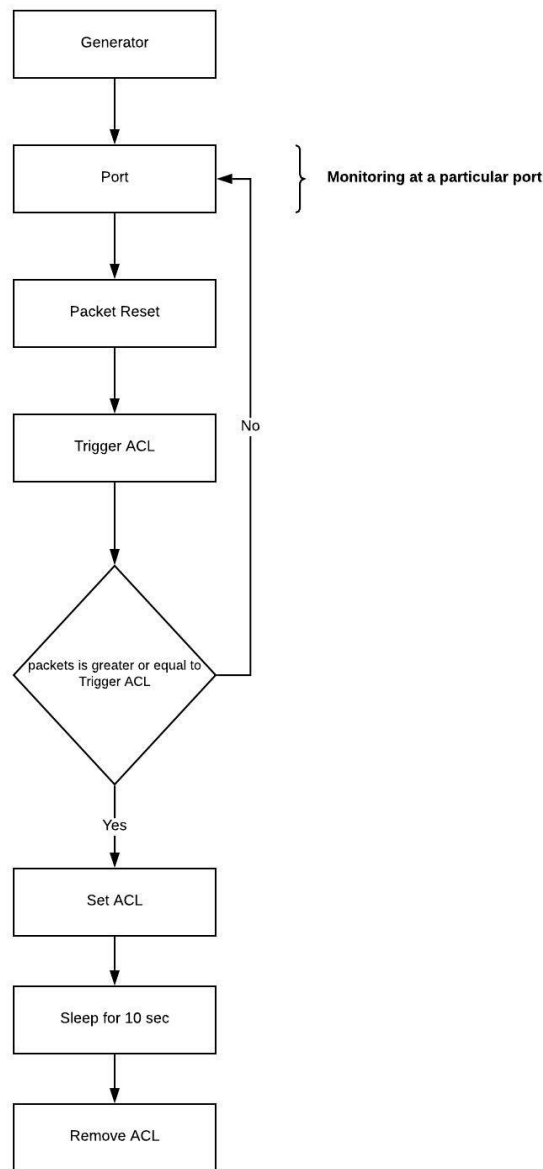 Generator
Port
Monitoring at a particular port
Packet Reset
Trigger ACL
No
packets is greater or equal to
Trigger ACL
Yes
Set ACL
Sleep for 10 sec
Remove ACL